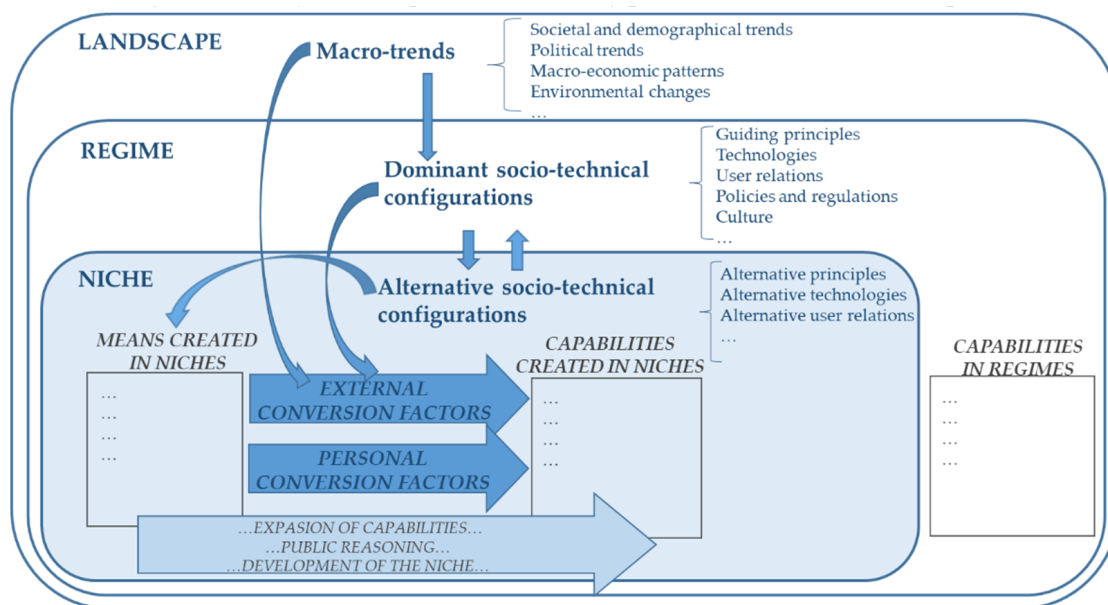 LANDSCAPE
Macro-trends
Societal and demographical trends
Political trends
Macro-economic patterns
Environmental changes
…
REGIME
Dominant socio-technical
configurations
Guiding principles
Technologies
User relations
Policies and regulations
Culture
…
NICHE
Alternative socio-technical
configurations
Alternative principles
Alternative technologies
Alternative user relations
…
MEANS CREATED
IN NICHES
…
…
…
…
EXTERNAL
CONVERSION FACTORS
PERSONAL
CONVERSION FACTORS
CAPABILITIES
CREATED IN NICHES
…
…
…
…
CAPABILITIES
IN REGIMES
…
…
…
…
…EXPASION OF CAPABILITIES…
…PUBLIC REASONING…
…DEVELOPMENT OF THE NICHE…